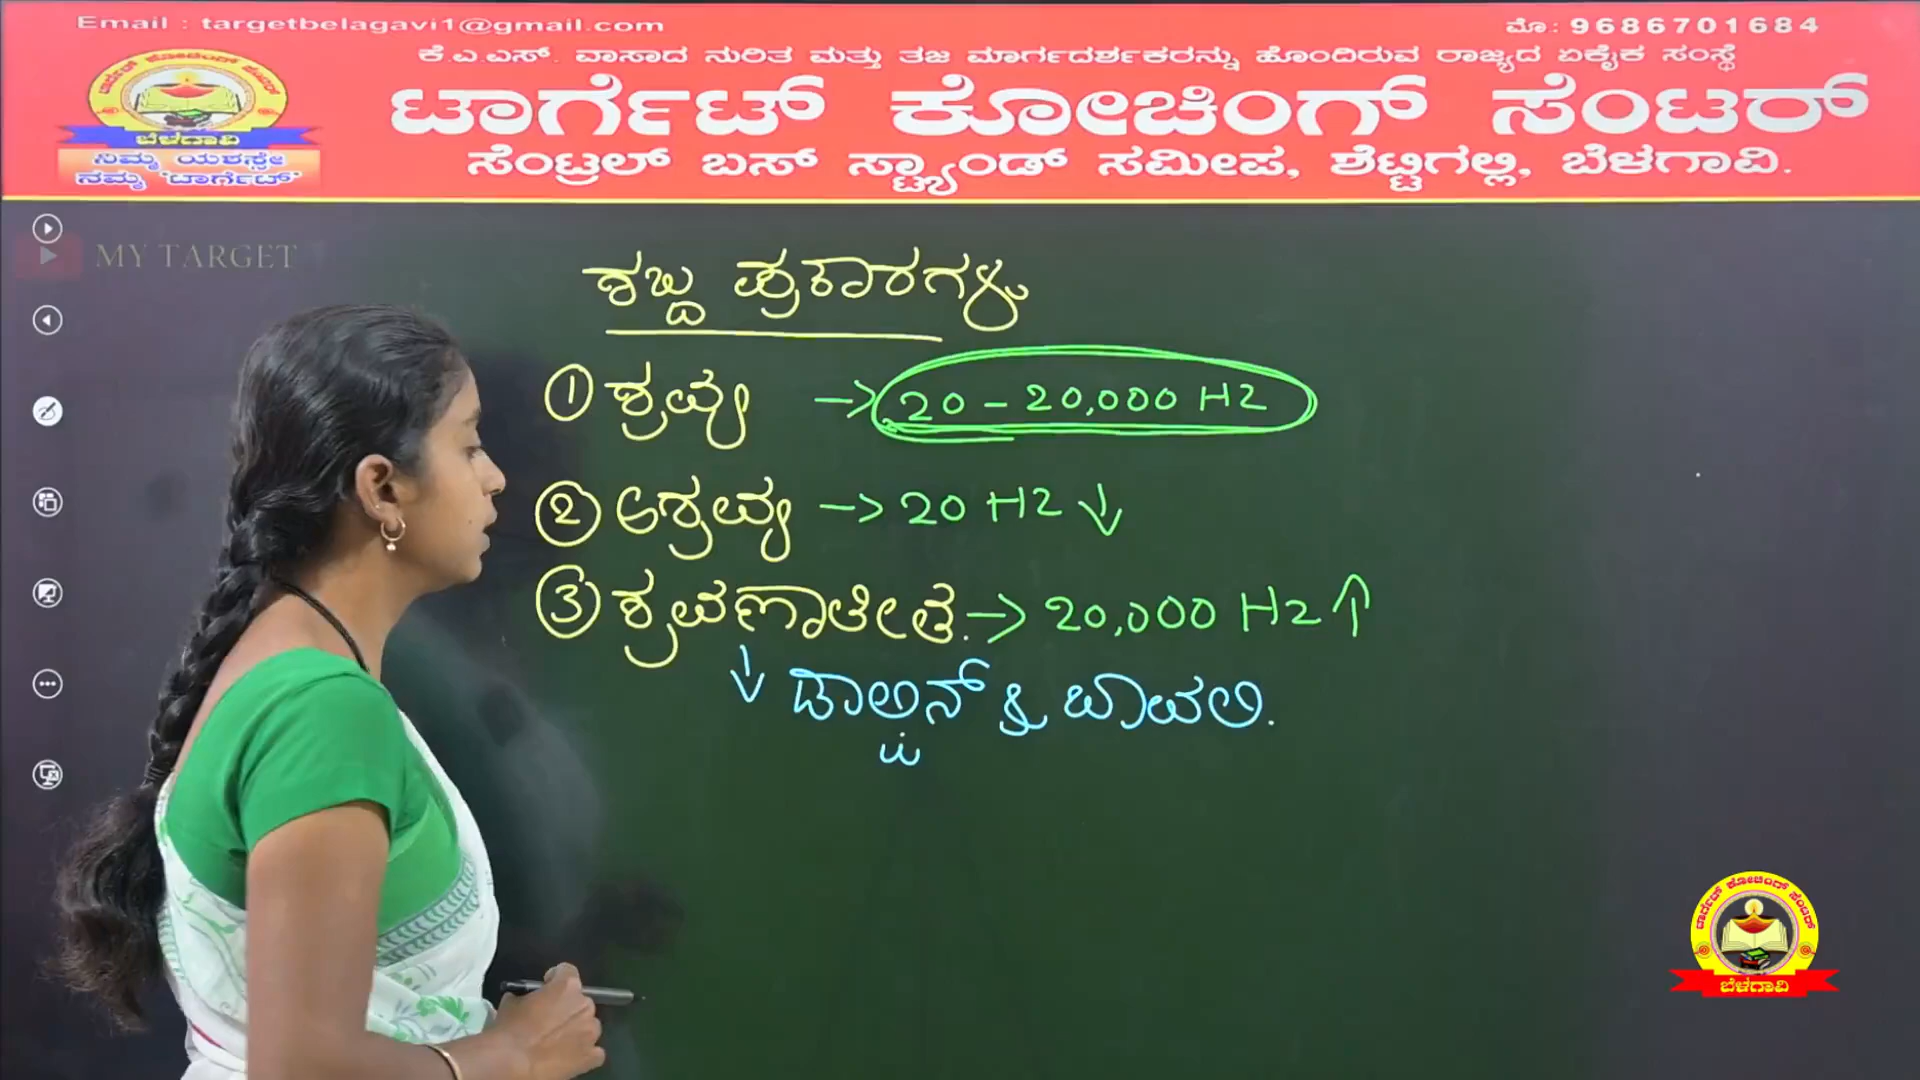 Email : targetbelagavi1@gmail.com
ಮೊ: 9686701684
ಕೆ.ಎ.ಎಸ್. ಪಾಸಾದ ನುರಿತ ಮತ್ತು ತಜ್ಞ ಮಾರ್ಗದರ್ಶಕರನ್ನು ಹೊಂದಿರುವ ರಾಜ್ಯದ ಏಕೈಕ ಸಂಸ್ಥೆ
ಟಾರ್ಗೆಟ್ ಕೋಚಿಂಗ್ ಸೆಂಟರ್
ಸೆಂಟ್ರಲ್ ಬಸ್ ಸ್ಟ್ಯಾಂಡ್ ಸಮೀಪ, ಶೆಟ್ಟಿಗಲ್ಲಿ, ಬೆಳಗಾವಿ.
ಟಾರ್ಗೆಟ್ ಕೋಚಿಂಗ್ ಸೆಂಟರ್
ಬೆಳಗಾವಿ
ನಿಮ್ಮ ಯಶಸ್ಸೇ
ನಮ್ಮ 'ಟಾರ್ಗೆಟ್'
MY TARGET
ಶಬ್ದ ಪ್ರಕಾರಗಳು
① ಶ್ರವ್ಯ → 20 – 20,000 HZ
② ಅಶ್ರವ್ಯ → 20 HZ ↓
③ ಶ್ರವಣಾತೀತ. → 20,000 HZ ↑
↓ ಡಾಲ್ಫಿನ್ & ಬಾವಲಿ.
ಟಾರ್ಗೆಟ್ ಕೋಚಿಂಗ್ ಸೆಂಟರ್
ಬೆಳಗಾವಿ